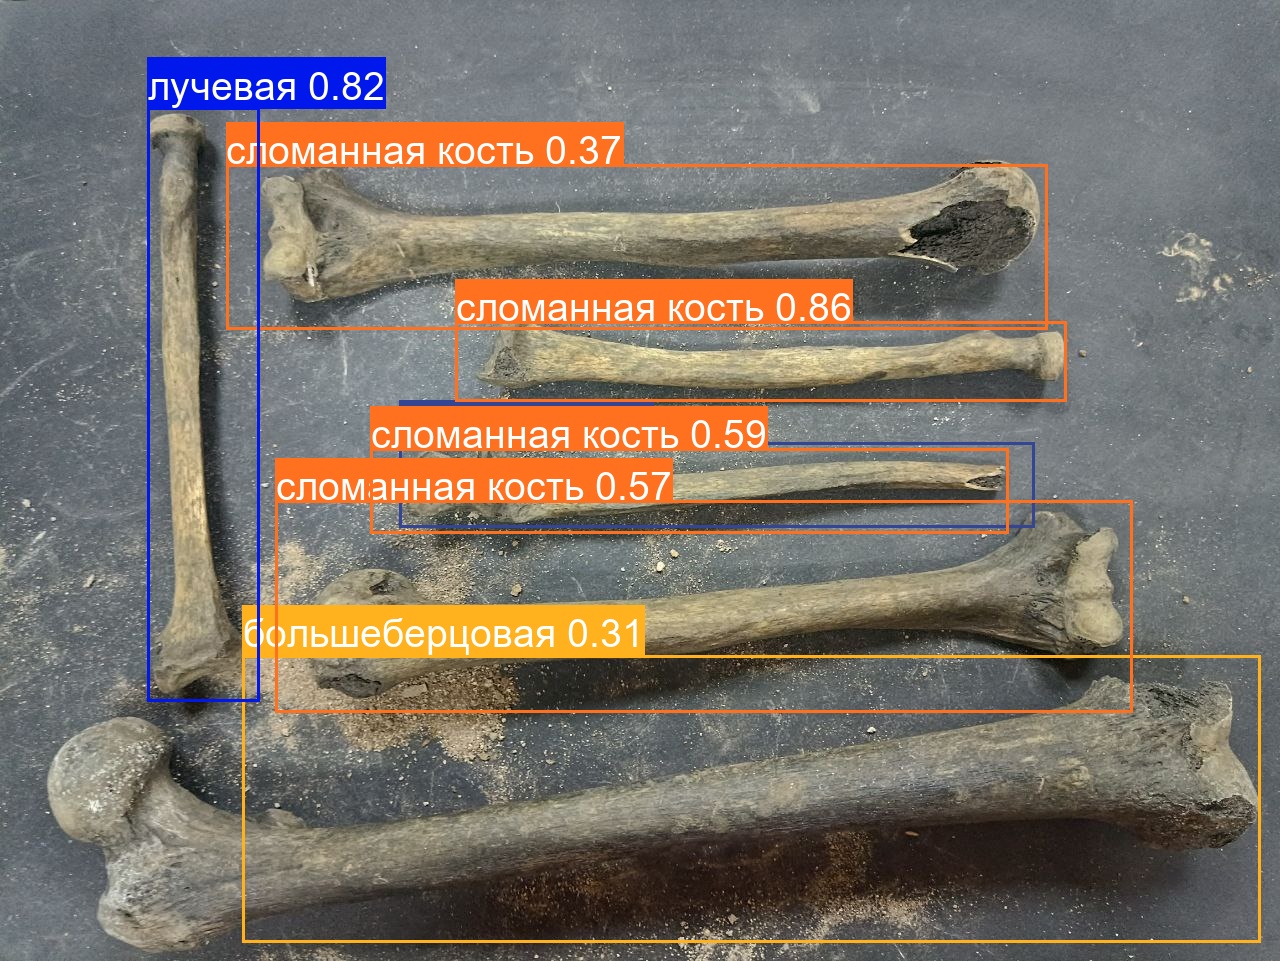 лучевая 0.82
сломанная кость 0.37
сломанная кость 0.86
сломанная кость 0.59
сломанная кость 0.57
большеберцовая 0.31